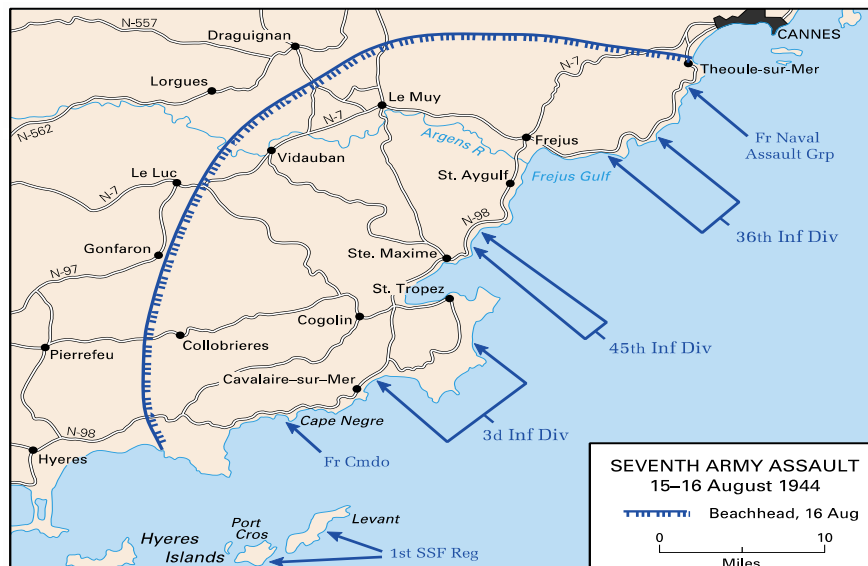 N-557
Draguignan
CANNES
Theoule-sur-Mer
Lorgues
N-7
Le Muy
N-562
N-7
Argens R
Frejus
Fr Naval
Assault Grp
Vidauban
Le Luc
St. Aygulf
Frejus Gulf
N-7
N-98
36th Inf Div
Gonfaron
Ste. Maxime
N-97
St. Tropez
Cogolin
45th Inf Div
Collobrieres
Pierrefeu
Cavalaire-sur-Mer
Cape Negre
N-98
3d Inf Div
Hyeres
Fr Cmdo
SEVENTH ARMY ASSAULT
15–16 August 1944
Beachhead, 16 Aug
Levant
Port
Cros
Hyeres
Islands
1st SSF Reg
0 10
Miles